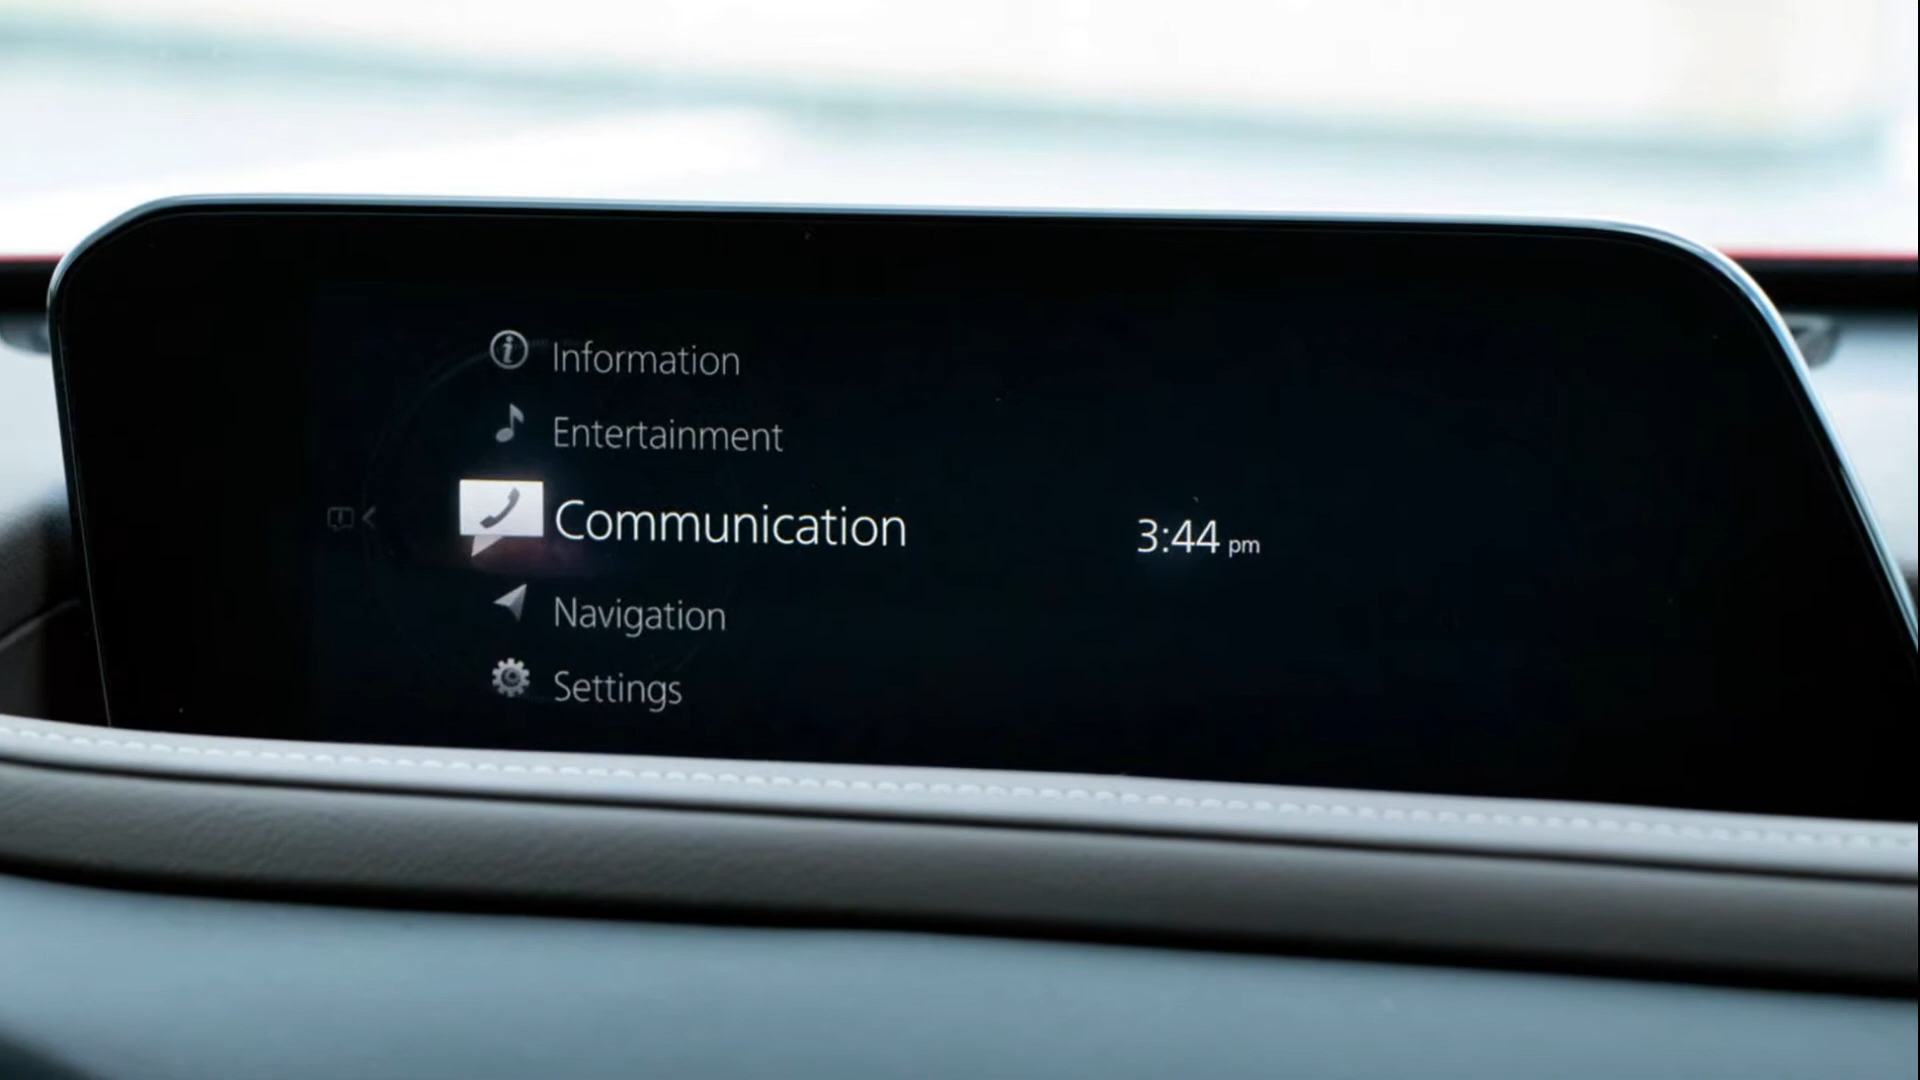 Information
Entertainment
Communication
3:44 pm
Navigation
Settings